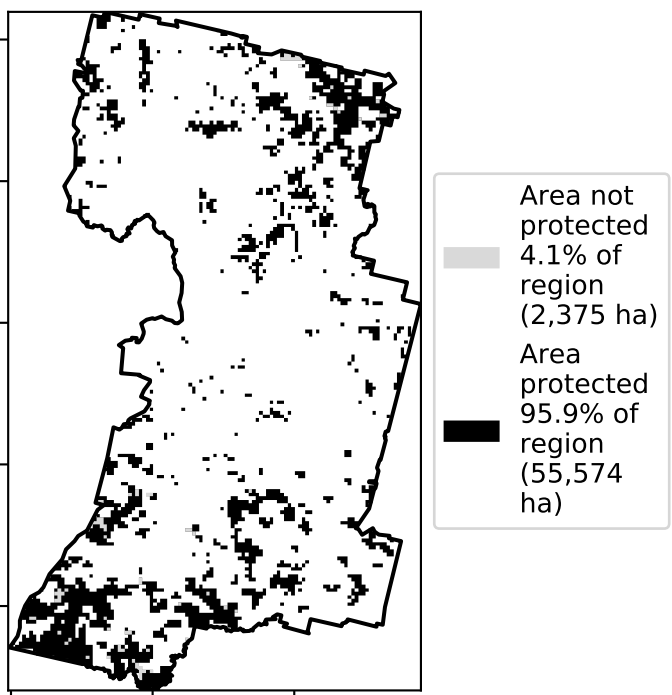 Area not
protected
4.1% of
region
(2,375 ha)
Area
protected
95.9% of
region
(55,574
ha)